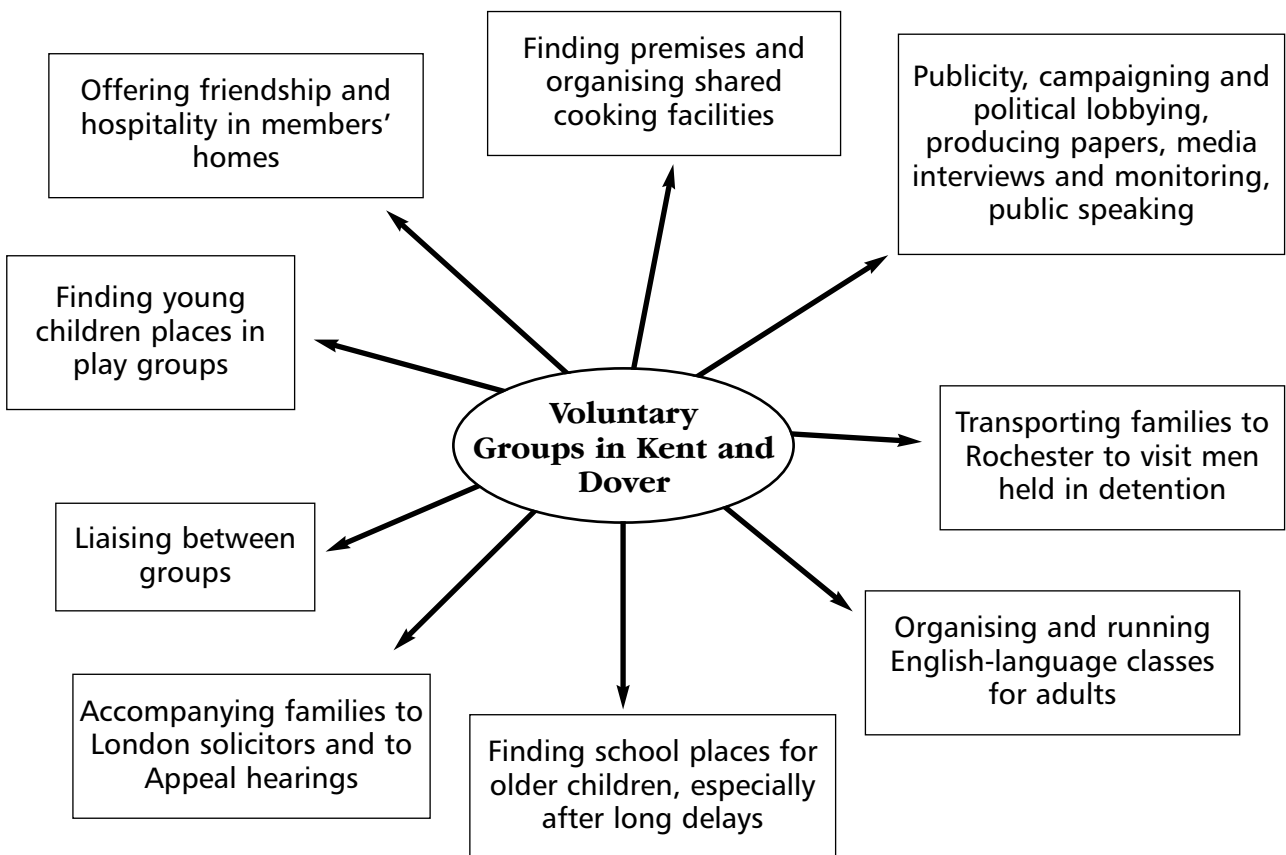 Offering friendship and
hospitality in members’
homes
Finding premises and
organising shared
cooking facilities
Publicity, campaigning and
political lobbying,
producing papers, media
interviews and monitoring,
public speaking
Finding young
children places in
play groups
Voluntary
Groups in Kent and
Dover
Transporting families to
Rochester to visit men
held in detention
Liaising between
groups
Organising and running
English-language classes
for adults
Accompanying families to
London solicitors and to
Appeal hearings
Finding school places for
older children, especially
after long delays